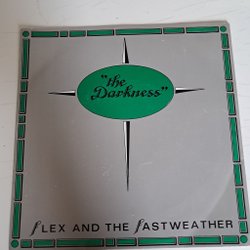 "the
Darkness"
FLEX AND THE FASTWEATHER